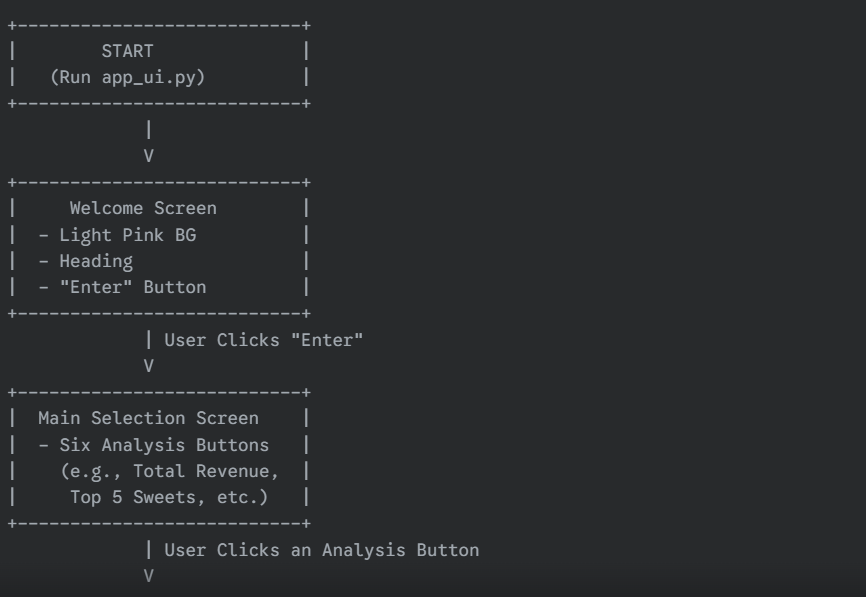 +---------------------------+
|        START              |
|   (Run app_ui.py)         |
+---------------------------+
             |
             V
+---------------------------+
|     Welcome Screen        |
|  - Light Pink BG          |
|  - Heading                |
|  - "Enter" Button         |
+---------------------------+
             | User Clicks "Enter"
             V
+---------------------------+
|  Main Selection Screen    |
|  - Six Analysis Buttons   |
|    (e.g., Total Revenue,  |
|     Top 5 Sweets, etc.)   |
+---------------------------+
             | User Clicks an Analysis Button
             V